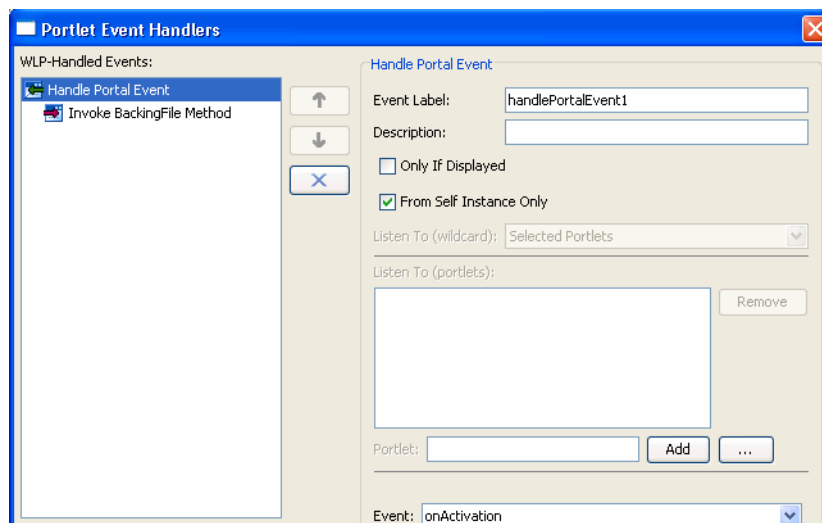 Portlet Event Handlers
WLP-Handled Events:
Handle Portal Event
Invoke BackingFile Method
Handle Portal Event
Event Label: handlePortalEvent1
Description:
Only If Displayed
From Self Instance Only
Listen To (wildcard): Selected Portlets
Listen To (portlets):
Remove
Portlet: Add ...
Event: onActivation